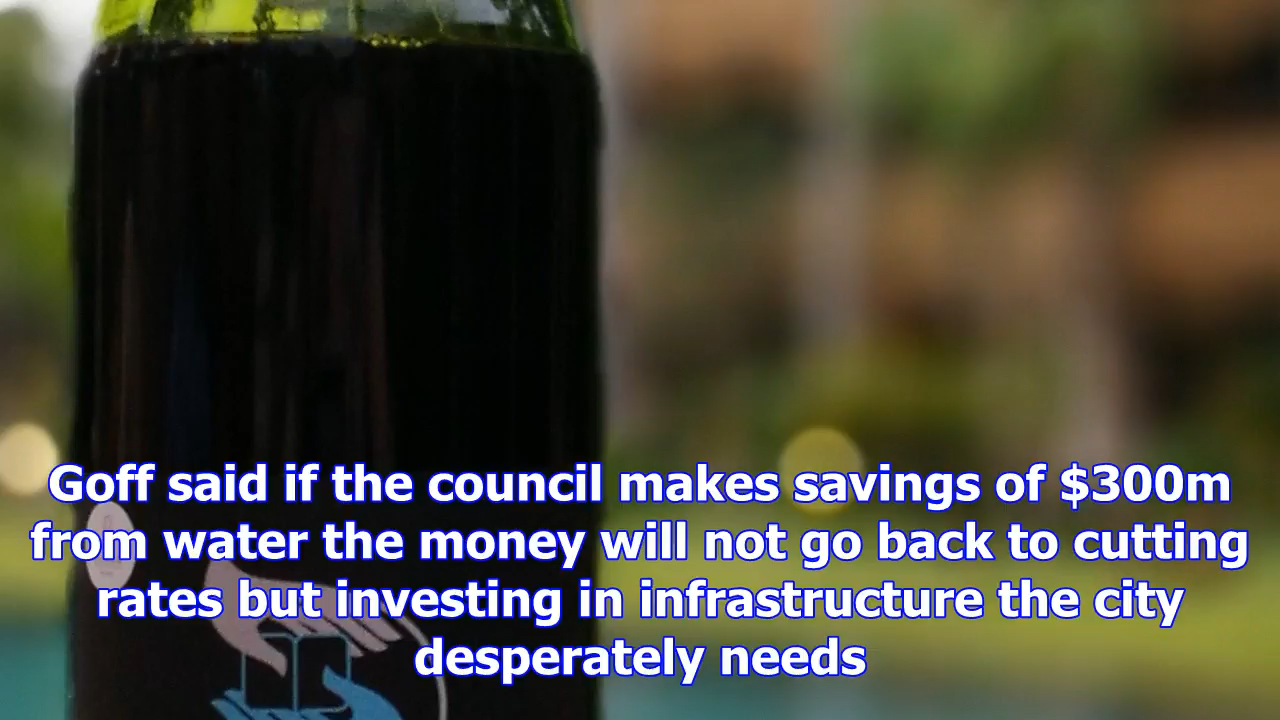 Goff said if the council makes savings of $300m
from water the money will not go back to cutting
rates but investing in infrastructure the city
desperately needs